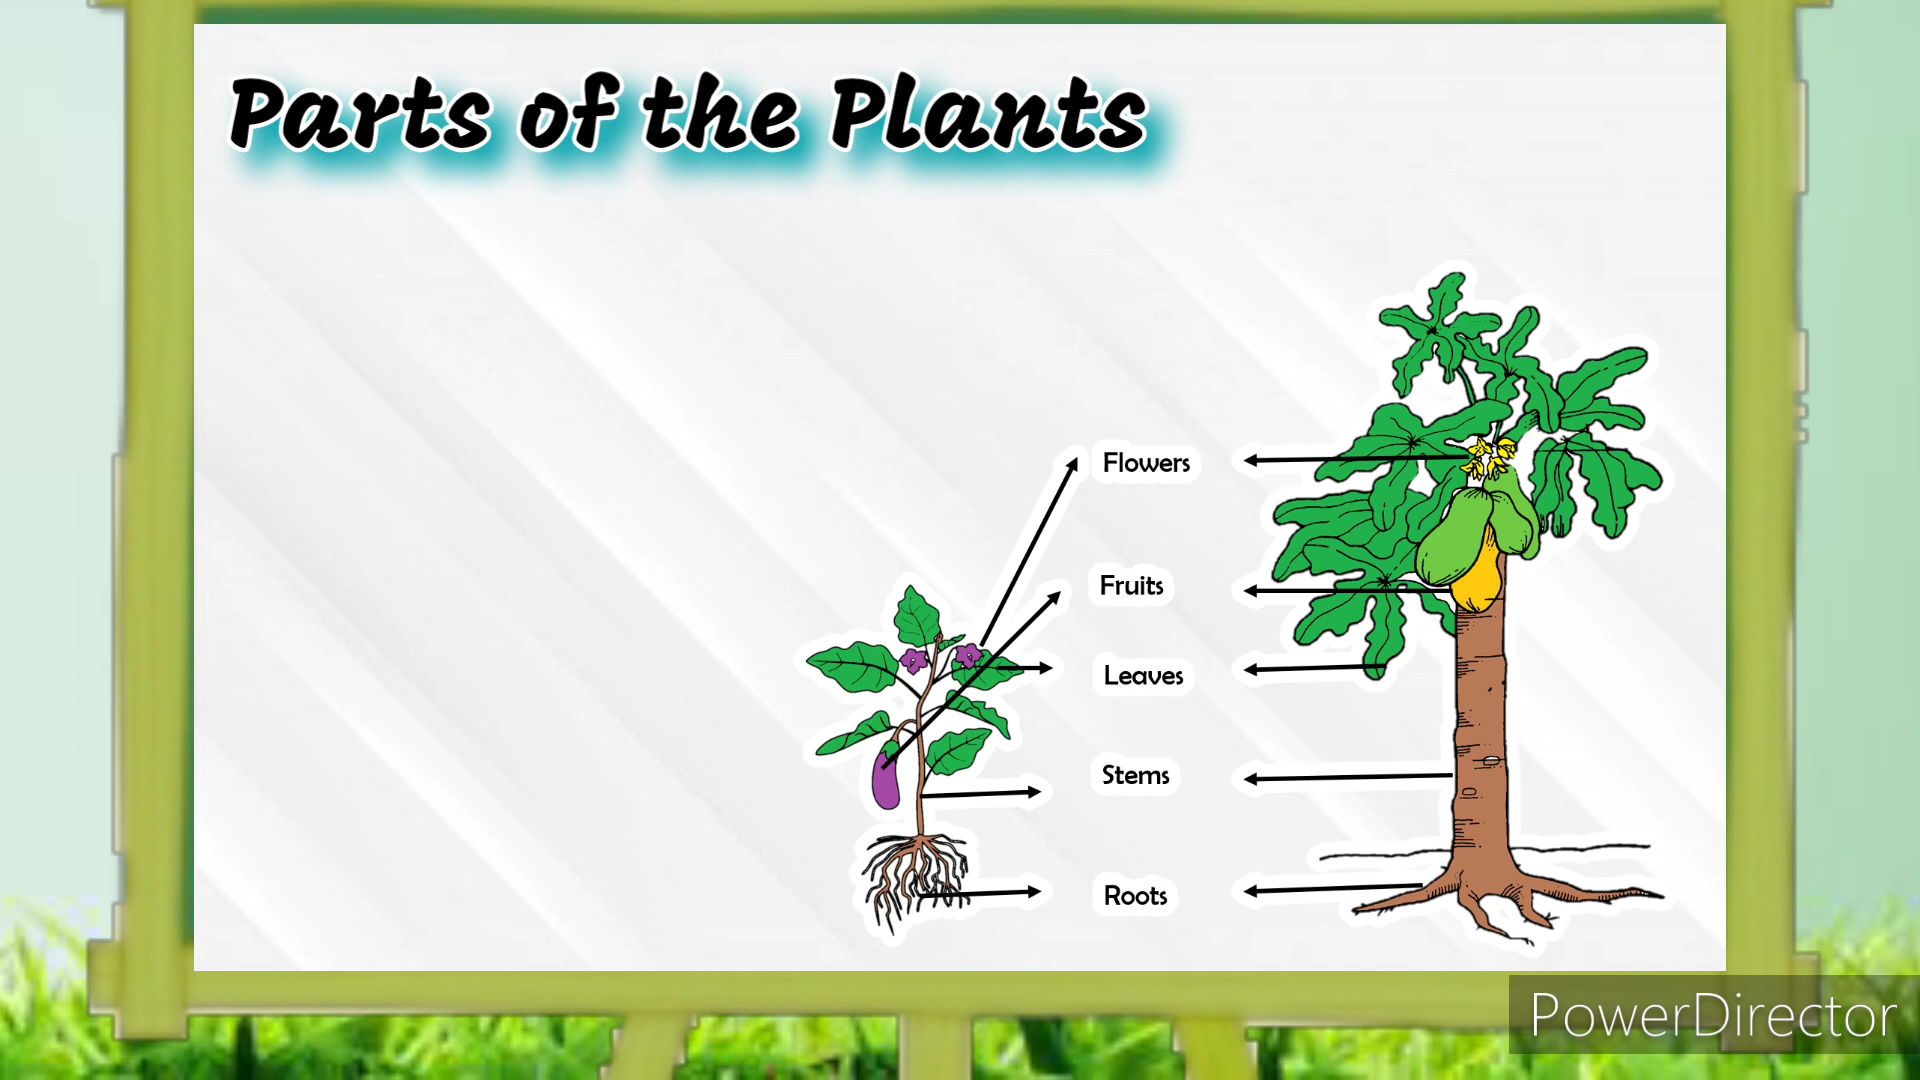 Parts of the Plants
Flowers
Fruits
Leaves
Stems
Roots
PowerDirector